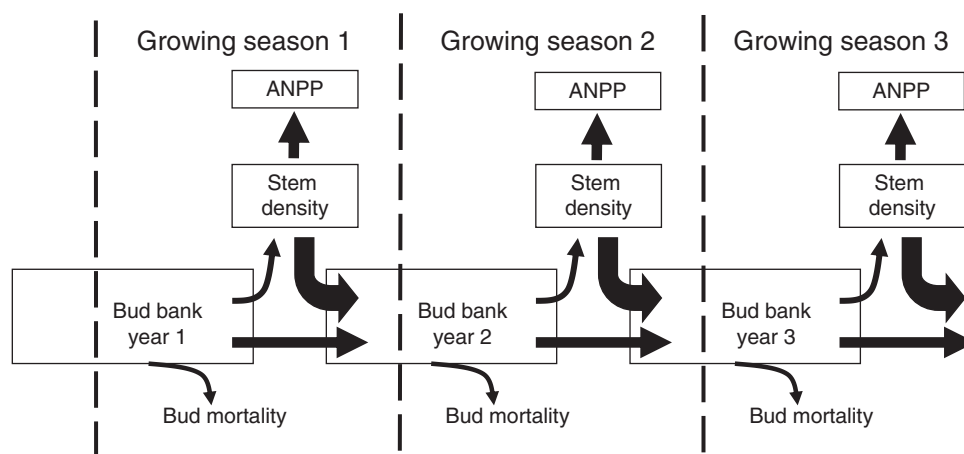 Growing season 1
Growing season 2
Growing season 3
ANPP
ANPP
ANPP
Stem
density
Stem
density
Stem
density
Bud bank
year 1
Bud bank
year 2
Bud bank
year 3
Bud mortality
Bud mortality
Bud mortality